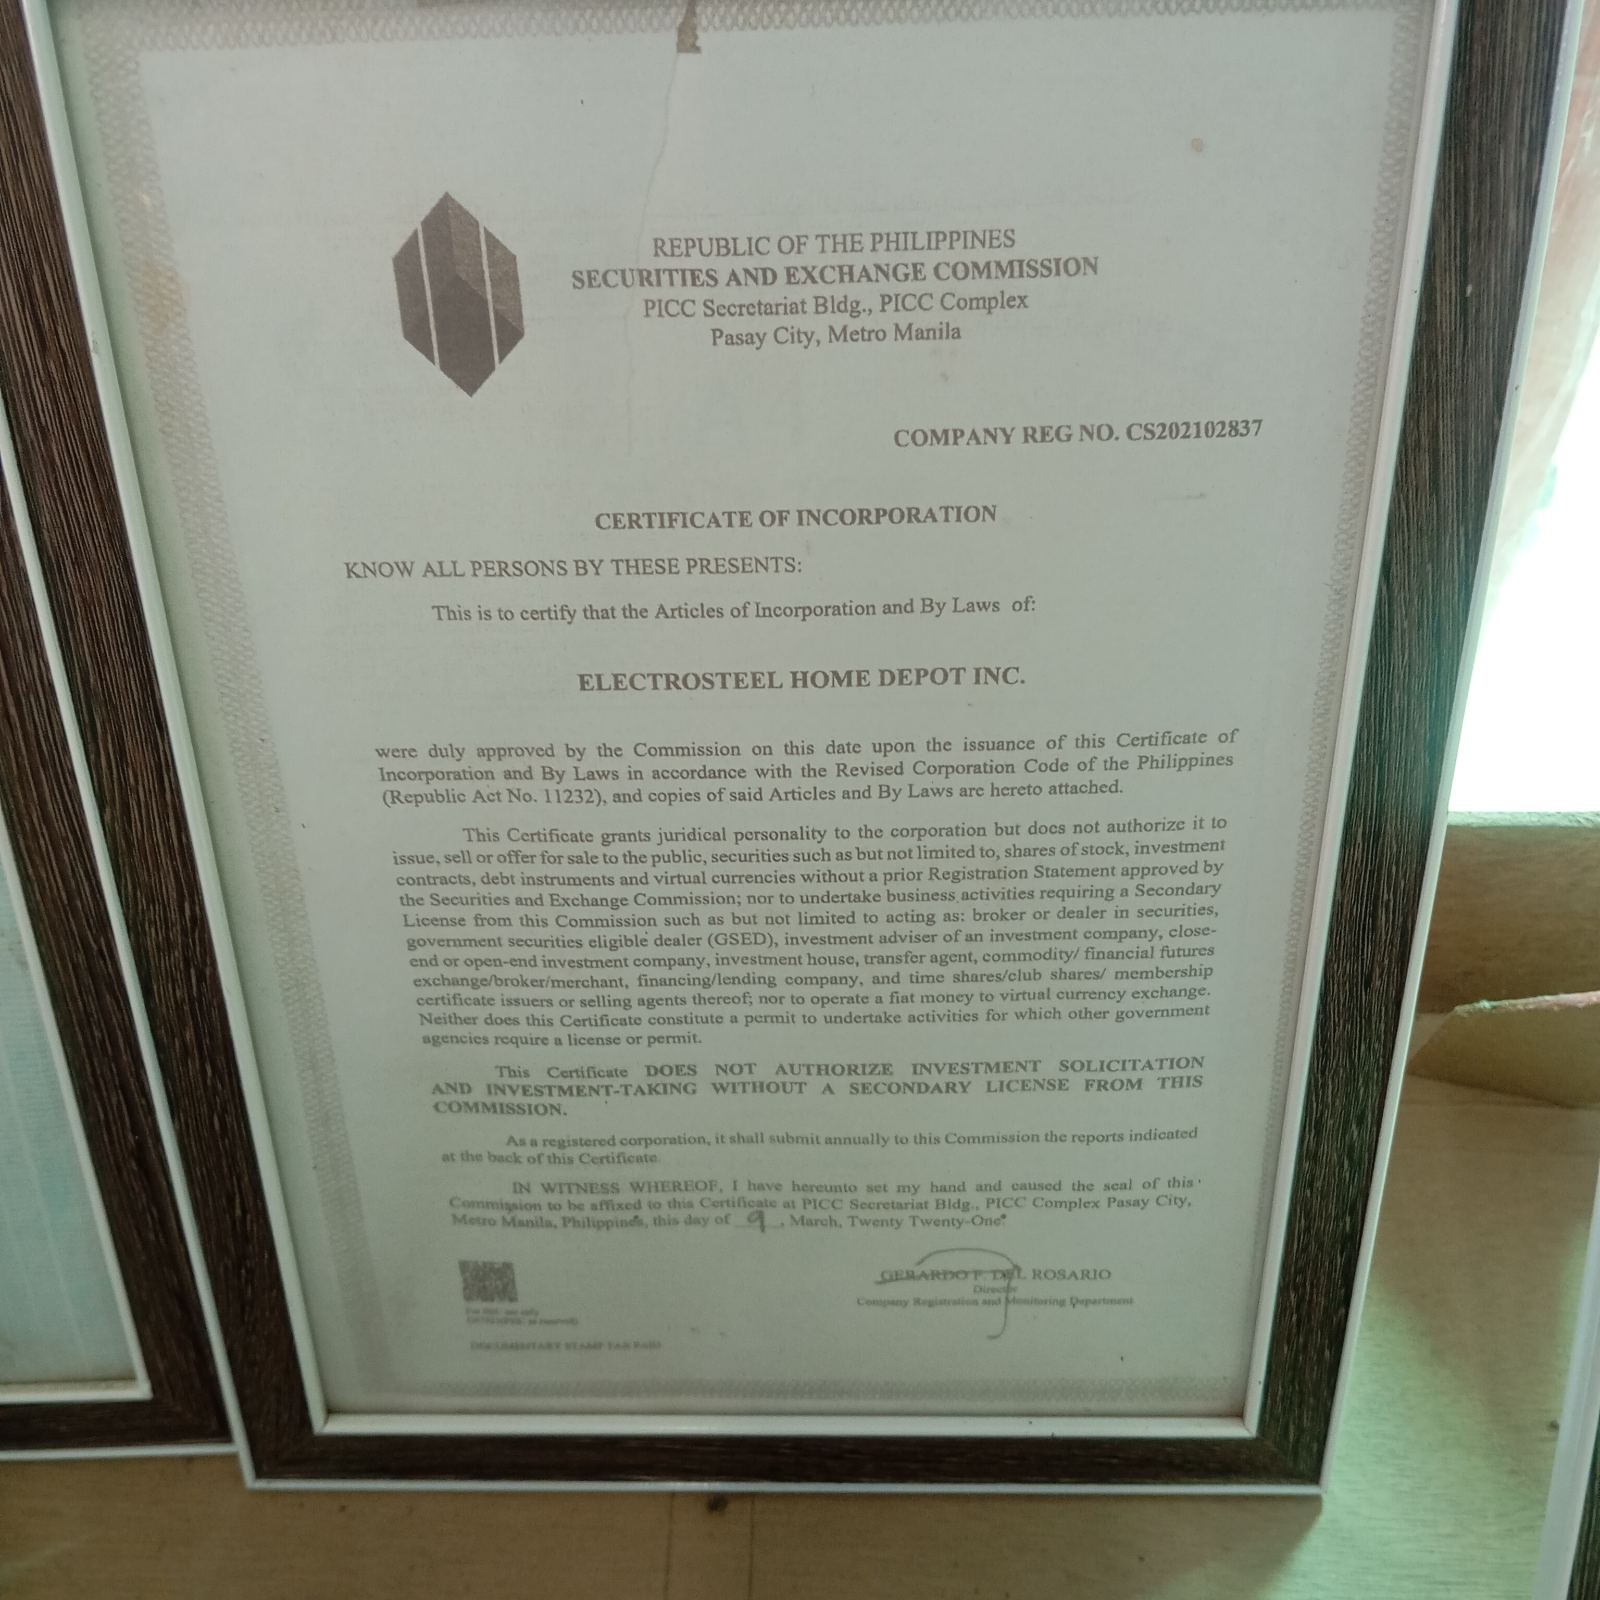 REPUBLIC OF THE PHILIPPINES
SECURITIES AND EXCHANGE COMMISSION
PICC Secretariat Bldg., PICC Complex
Pasay City, Metro Manila
COMPANY REG NO. CS202102837
CERTIFICATE OF INCORPORATION
KNOW ALL PERSONS BY THESE PRESENTS:
This is to certify that the Articles of Incorporation and By Laws of:
ELECTROSTEEL HOME DEPOT INC.
were duly approved by the Commission on this date upon the issuance of this Certificate of
Incorporation and By Laws in accordance with the Revised Corporation Code of the Philippines
(Republic Act No. 11232), and copies of said Articles and By Laws are hereto attached.
This Certificate grants juridical personality to the corporation but does not authorize it to
issue, sell or offer for sale to the public, securities such as but not limited to, shares of stock, investment
contracts, debt instruments and virtual currencies without a prior Registration Statement approved by
the Securities and Exchange Commission; nor to undertake business activities requiring a Secondary
License from this Commission such as but not limited to acting as: broker or dealer in securities,
government securities eligible dealer (GSED), investment adviser of an investment company, close-
end or open-end investment company, investment house, transfer agent, commodity/ financial futures
exchange/broker/merchant, financing/lending company, and time shares/club shares/ membership
certificate issuers or selling agents thereof; nor to operate a fiat money to virtual currency exchange.
Neither does this Certificate constitute a permit to undertake activities for which other government
agencies require a license or permit.
This Certificate DOES NOT AUTHORIZE INVESTMENT SOLICITATION
AND INVESTMENT-TAKING WITHOUT A SECONDARY LICENSE FROM THIS
COMMISSION.
As a registered corporation, it shall submit annually to this Commission the reports indicated
at the back of this Certificate.
IN WITNESS WHEREOF, I have hereunto set my hand and caused the seal of this
Commission to be affixed to this Certificate at PICC Secretariat Bldg., PICC Complex Pasay City,
Metro Manila, Philippines, this day of 9, March, Twenty Twenty-One.
GERARDO F. DEL ROSARIO
Director
Company Registration and Monitoring Department
DOCUMENTARY STAMP TAX PAID